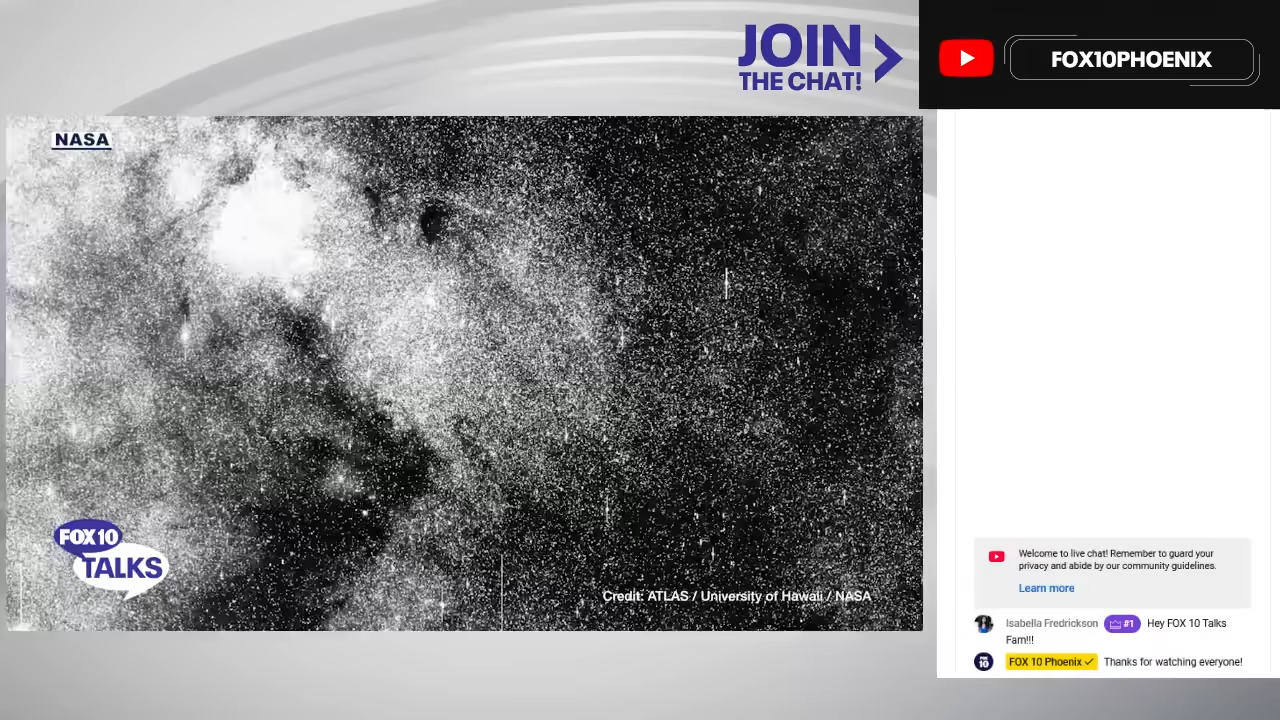 JOIN
THE CHAT!
FOX10PHOENIX
NASA
FOX 10
TALKS
Credit: ATLAS / University of Hawaii / NASA
Welcome to live chat! Remember to guard your
privacy and abide by our community guidelines.
Learn more
Isabella Fredrickson #1 Hey FOX 10 Talks
Fam!!!
FOX 10 Phoenix Thanks for watching everyone!